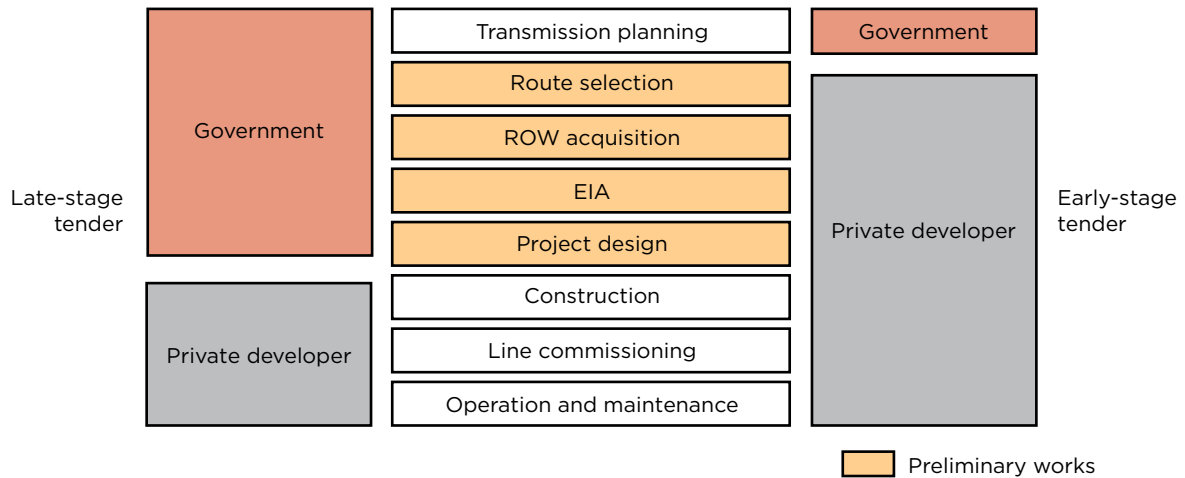 Transmission planning
Government
Route selection
Government
ROW acquisition
EIA
Late-stage
tender
Early-stage
tender
Private developer
Project design
Construction
Private developer
Line commissioning
Operation and maintenance
Preliminary works